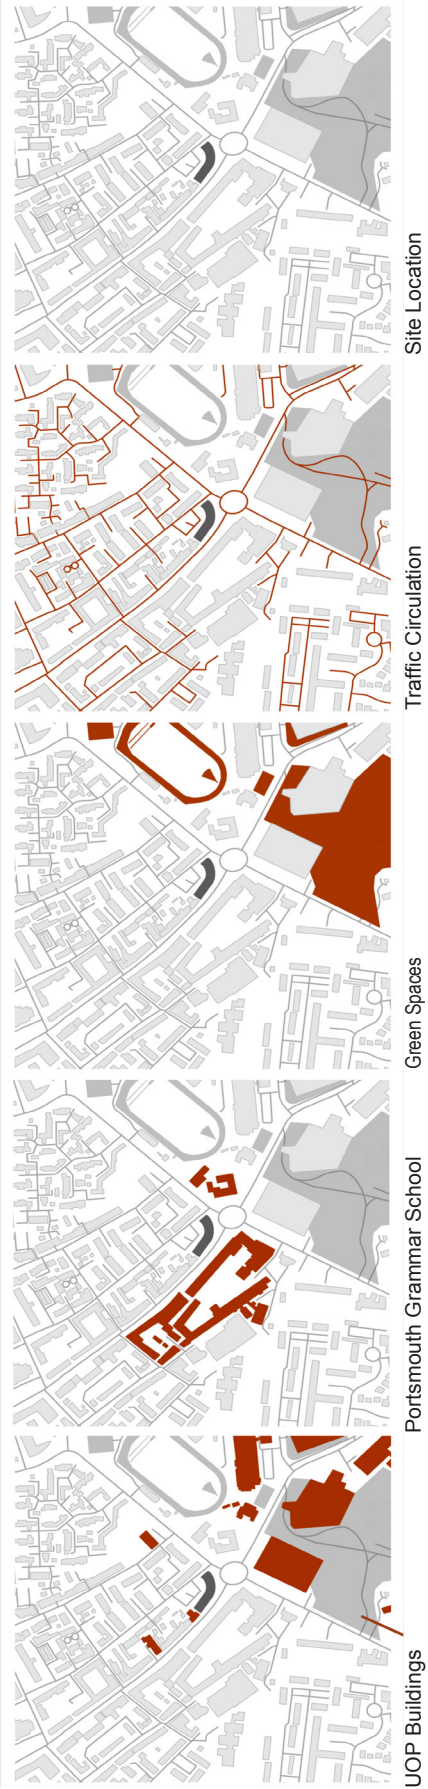 Site Location
Traffic Circulation
Green Spaces
Portsmouth Grammar School
UOP Buildings